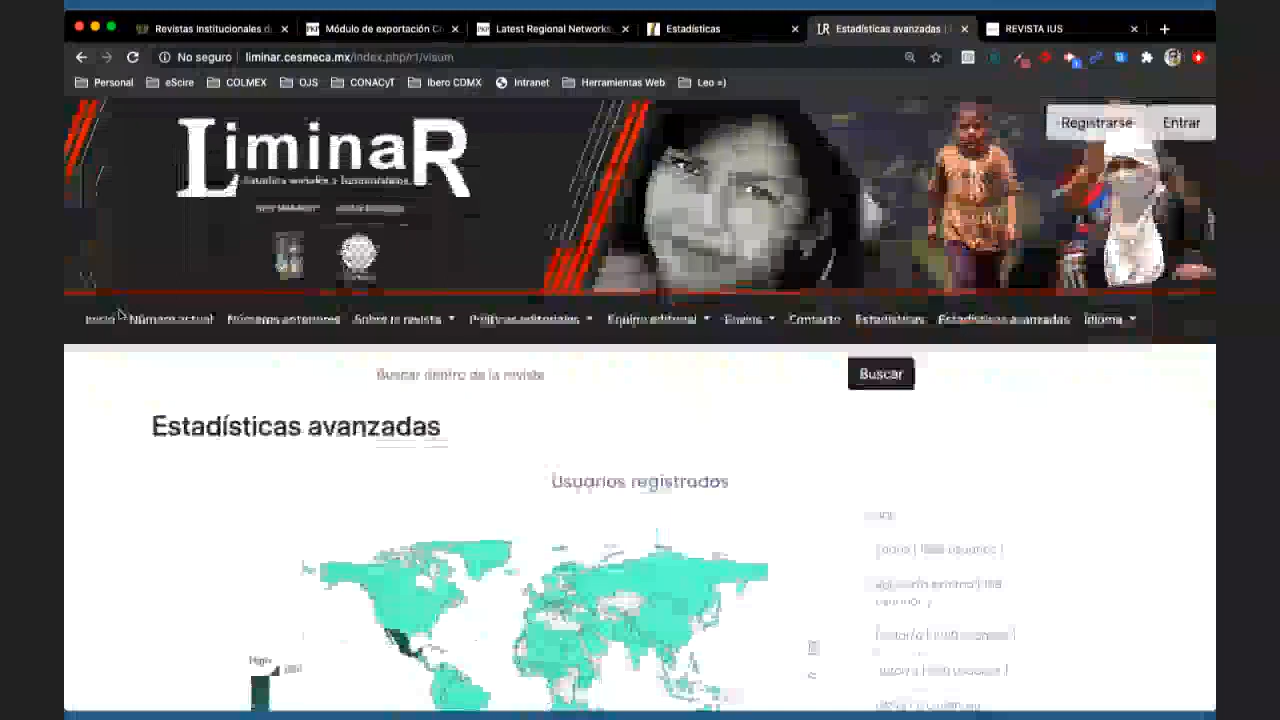 Revistas Institucionales d
Módulo de exportación C
Latest Regional Networks
Estadísticas
Estadísticas avanzadas |
REVISTA IUS
No seguro
liminar.cesmeca.mx/index.php/r1/visum
Personal
eScire
COLMEX
OJS
CONACyT
Ibero CDMX
Intranet
Herramientas Web
Leo =)
LiminaR
Registrarse
Entrar
Inicio
Número actual
Números anteriores
Sobre la revista
Políticas editoriales
Equipo editorial
Envíos
Contacto
Estadísticas
Estadísticas avanzadas
Idioma
Buscar dentro de la revista
Buscar
Estadísticas avanzadas
Usuarios registrados
High